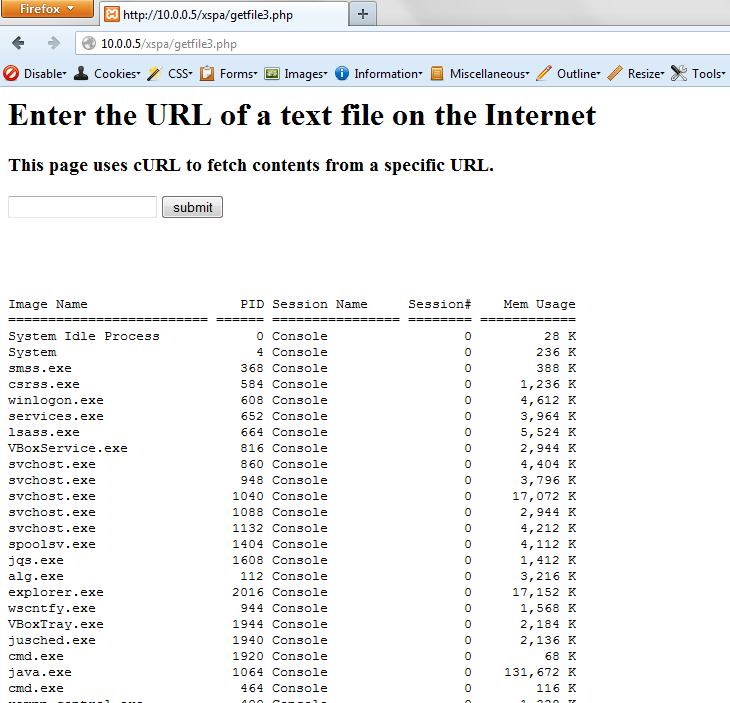 Firefox
http://10.0.0.5/xspa/getfile3.php
10.0.0.5/xspa/getfile3.php
Disable Cookies CSS Forms Images Information Miscellaneous Outline Resize Tools
Enter the URL of a text file on the Internet
This page uses cURL to fetch contents from a specific URL.
submit
Image Name PID Session Name Session# Mem Usage
========================= ====== ================ ======== ============
System Idle Process 0 Console 0 28 K
System 4 Console 0 236 K
smss.exe 368 Console 0 388 K
csrss.exe 584 Console 0 1,236 K
winlogon.exe 608 Console 0 4,612 K
services.exe 652 Console 0 3,964 K
lsass.exe 664 Console 0 5,524 K
VBoxService.exe 816 Console 0 2,944 K
svchost.exe 860 Console 0 4,404 K
svchost.exe 948 Console 0 3,796 K
svchost.exe 1040 Console 0 17,072 K
svchost.exe 1088 Console 0 2,944 K
svchost.exe 1132 Console 0 4,212 K
spoolsv.exe 1404 Console 0 4,112 K
jqs.exe 1608 Console 0 1,412 K
alg.exe 112 Console 0 3,216 K
explorer.exe 2016 Console 0 17,152 K
wscntfy.exe 944 Console 0 1,568 K
VBoxTray.exe 1944 Console 0 2,184 K
jusched.exe 1940 Console 0 2,136 K
cmd.exe 1920 Console 0 68 K
java.exe 1064 Console 0 131,672 K
cmd.exe 464 Console 0 116 K